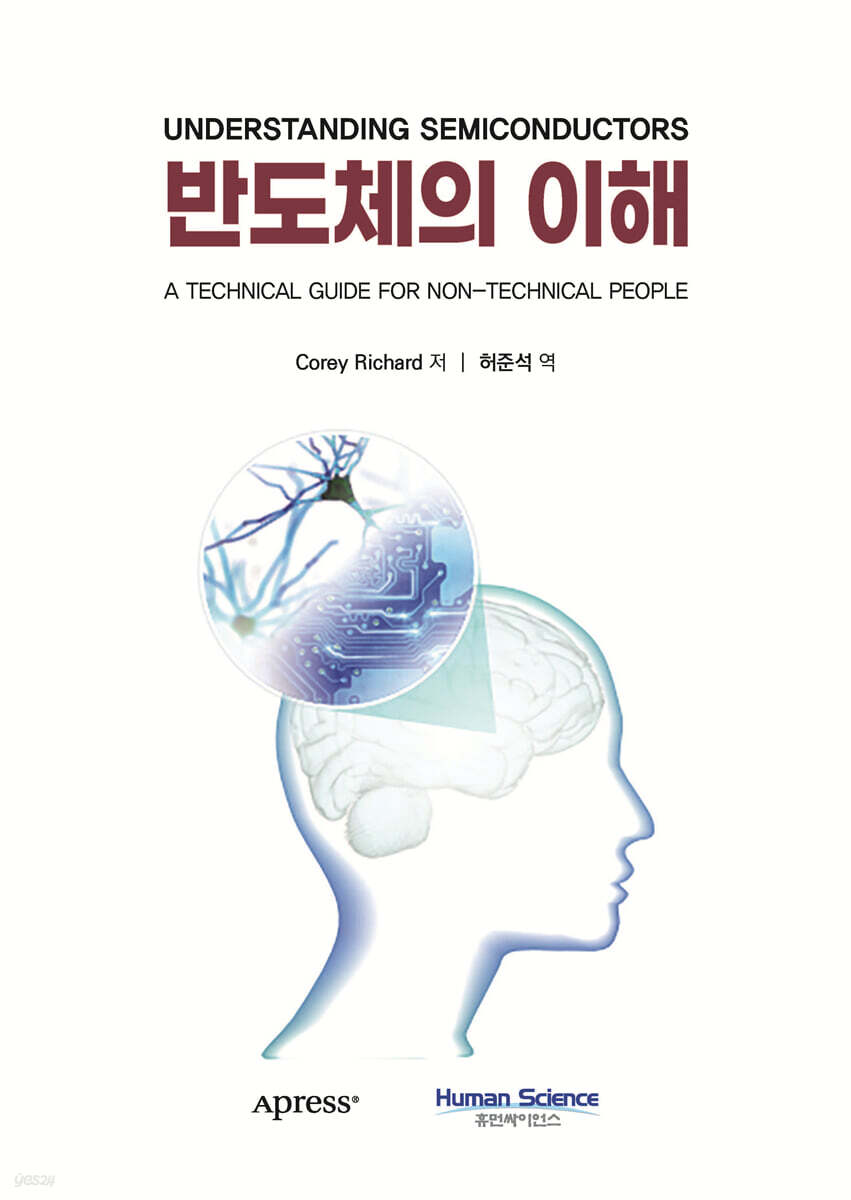 UNDERSTANDING SEMICONDUCTORS
반도체의 이해
A TECHNICAL GUIDE FOR NON-TECHNICAL PEOPLE
Corey Richard 저 | 허준석 역
Apress®
Human Science
휴먼싸이언스
yes24